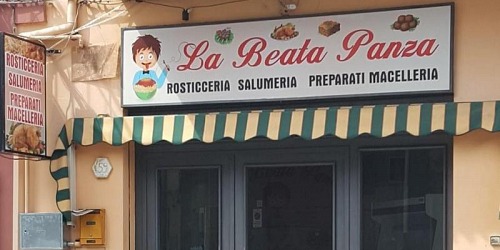 La Beata Panza
ROSTICCERIA SALUMERIA PREPARATI MACELLERIA
ROSTICCERIA
SALUMERIA
PREPARATI
MACELLERIA